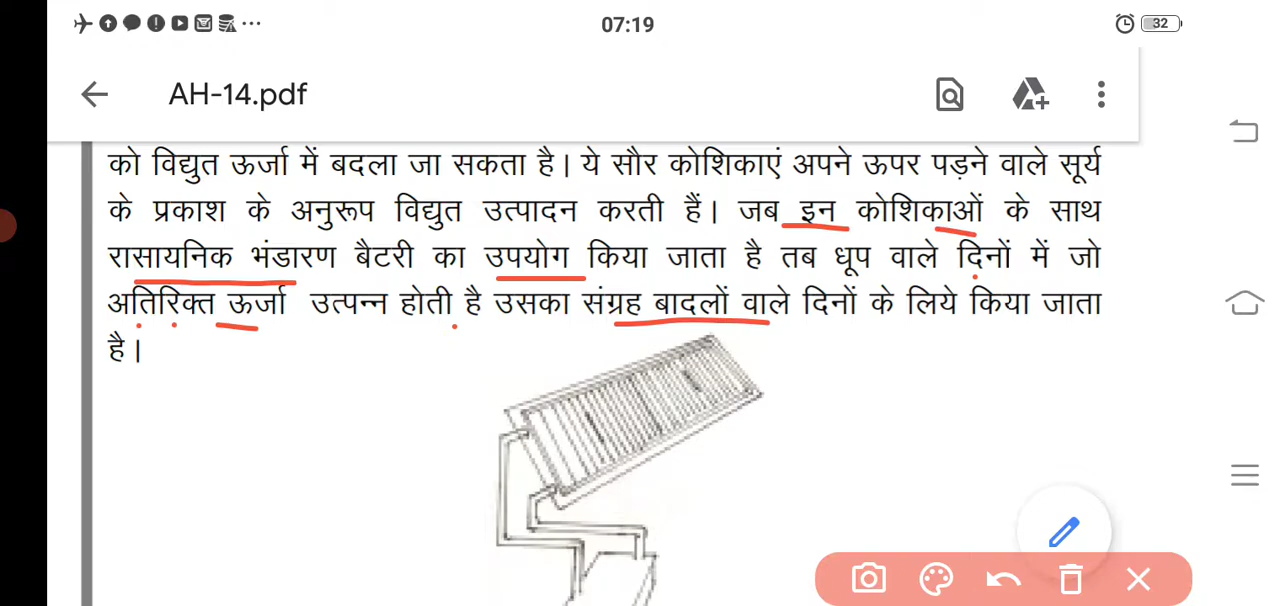 07:19
32
AH-14.pdf
को विद्युत ऊर्जा में बदला जा सकता है। ये सौर कोशिकाएं अपने ऊपर पड़ने वाले सूर्य
के प्रकाश के अनुरूप विद्युत उत्पादन करती हैं। जब इन कोशिकाओं के साथ
रासायनिक भंडारण बैटरी का उपयोग किया जाता है तब धूप वाले दिनों में जो
अतिरिक्त ऊर्जा उत्पन्न होती है उसका संग्रह बादलों वाले दिनों के लिये किया जाता
है।